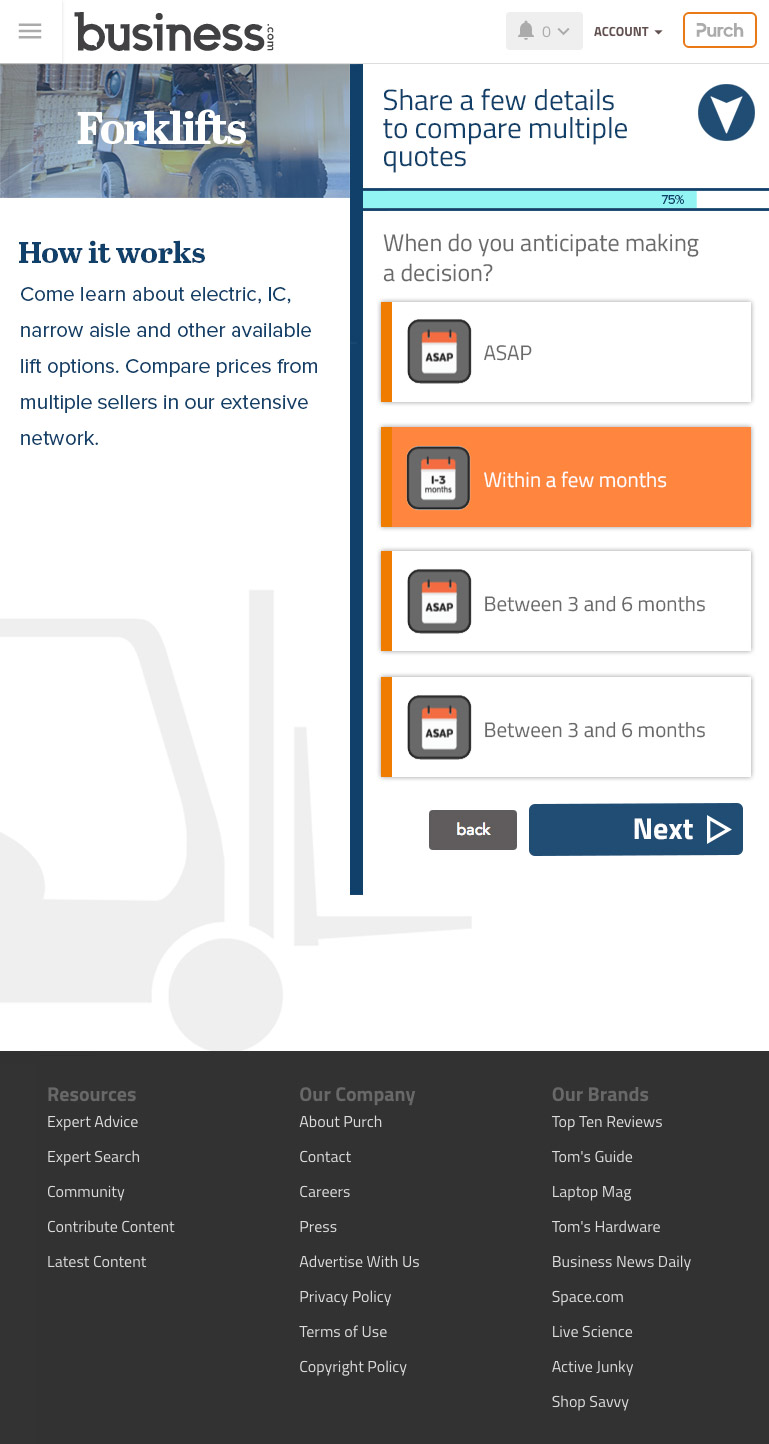 business.com
0
ACCOUNT
Purch
Forklifts
How it works
Come learn about electric, IC,
narrow aisle and other available
lift options. Compare prices from
multiple sellers in our extensive
network.
Share a few details
to compare multiple
quotes
75%
When do you anticipate making
a decision?
ASAP
ASAP
1-3
months
Within a few months
ASAP
Between 3 and 6 months
ASAP
Between 3 and 6 months
back
Next
Resources
Expert Advice
Expert Search
Community
Contribute Content
Latest Content
Our Company
About Purch
Contact
Careers
Press
Advertise With Us
Privacy Policy
Terms of Use
Copyright Policy
Our Brands
Top Ten Reviews
Tom's Guide
Laptop Mag
Tom's Hardware
Business News Daily
Space.com
Live Science
Active Junky
Shop Savvy